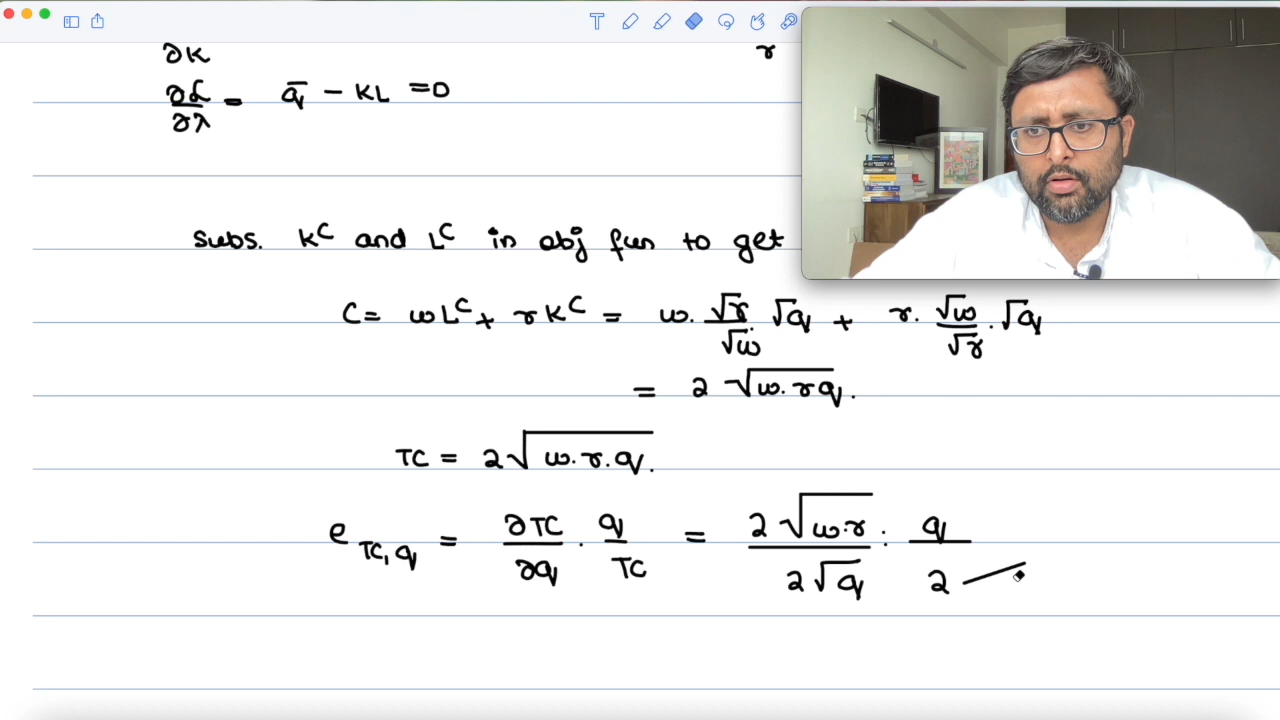 ∂K
r
∂ℒ/∂λ = q̄ - KL = 0
subs. K^C and L^C in obj fun to get
C = wL^C + rK^C = w. √r/√w . √q + r. √w/√r . √q
= 2 √(w.rq).
TC = 2√(w.r.q).
e_TC,q = ∂TC/∂q . q/TC = 2√(w.r)/2√q . q/2